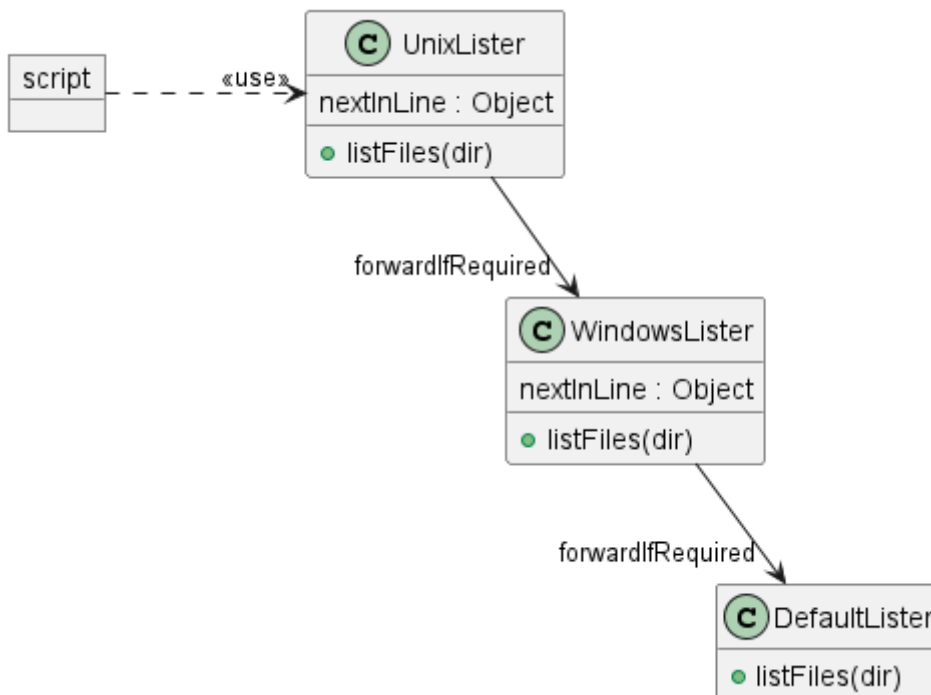 script
«use»
C UnixLister
nextInLine : Object
listFiles(dir)
forwardIfRequired
C WindowsLister
nextInLine : Object
listFiles(dir)
forwardIfRequired
C DefaultLister
listFiles(dir)